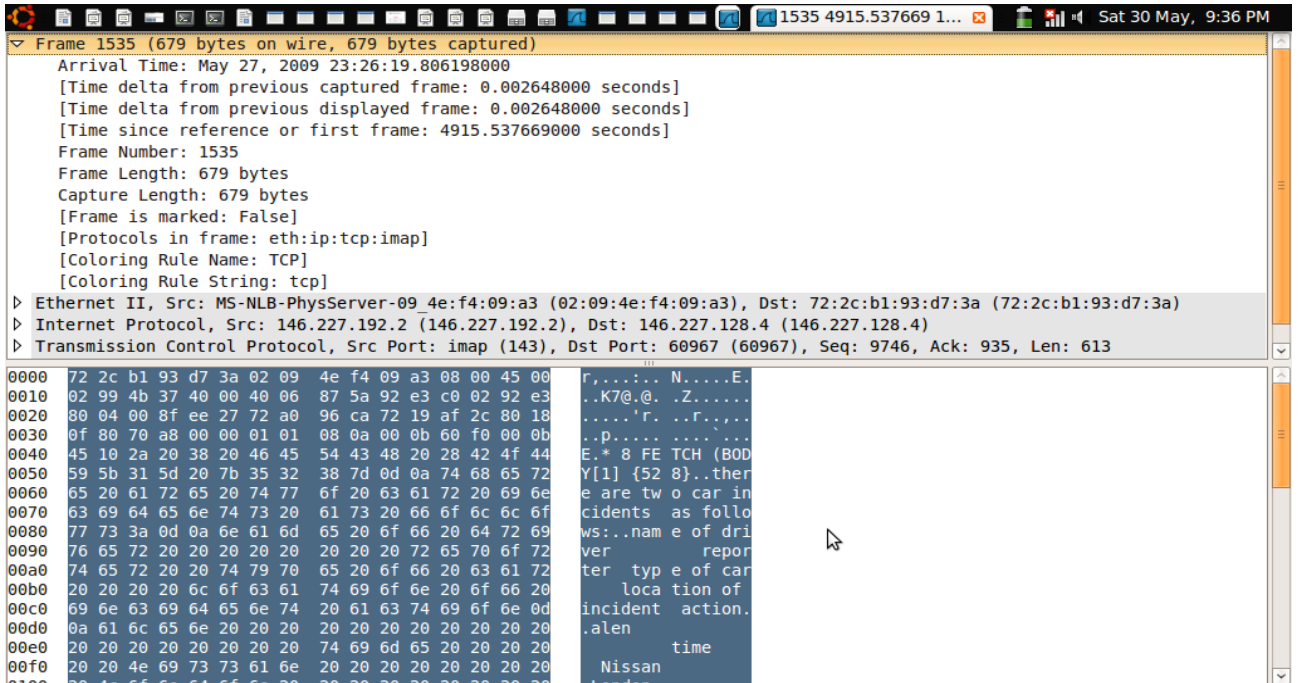 1535 4915.537669 1... Sat 30 May, 9:36 PM
Frame 1535 (679 bytes on wire, 679 bytes captured)
Arrival Time: May 27, 2009 23:26:19.806198000
[Time delta from previous captured frame: 0.002648000 seconds]
[Time delta from previous displayed frame: 0.002648000 seconds]
[Time since reference or first frame: 4915.537669000 seconds]
Frame Number: 1535
Frame Length: 679 bytes
Capture Length: 679 bytes
[Frame is marked: False]
[Protocols in frame: eth:ip:tcp:imap]
[Coloring Rule Name: TCP]
[Coloring Rule String: tcp]
Ethernet II, Src: MS-NLB-PhysServer-09_4e:f4:09:a3 (02:09:4e:f4:09:a3), Dst: 72:2c:b1:93:d7:3a (72:2c:b1:93:d7:3a)
Internet Protocol, Src: 146.227.192.2 (146.227.192.2), Dst: 146.227.128.4 (146.227.128.4)
Transmission Control Protocol, Src Port: imap (143), Dst Port: 60967 (60967), Seq: 9746, Ack: 935, Len: 613
0000 72 2c b1 93 d7 3a 02 09 4e f4 09 a3 08 00 45 00 r,...:.. N.....E.
0010 02 99 4b 37 40 00 40 06 87 5a 92 e3 c0 02 92 e3 ..K7@.@. .Z......
0020 80 04 00 8f ee 27 72 a0 96 ca 72 19 af 2c 80 18 .....'r. ..r..,..
0030 0f 80 70 a8 00 00 01 01 08 0a 00 0b 60 f0 00 0b ..p..... ....`...
0040 45 10 2a 20 38 20 46 45 54 43 48 20 28 42 4f 44 E.* 8 FE TCH (BOD
0050 59 5b 31 5d 20 7b 35 32 38 7d 0d 0a 74 68 65 72 Y[1] {52 8}..ther
0060 65 20 61 72 65 20 74 77 6f 20 63 61 72 20 69 6e e are tw o car in
0070 63 69 64 65 6e 74 73 20 61 73 20 66 6f 6c 6c 6f cidents as follo
0080 77 73 3a 0d 0a 6e 61 6d 65 20 6f 66 20 64 72 69 ws:..nam e of dri
0090 76 65 72 20 20 20 20 20 20 20 20 72 65 70 6f 72 ver repor
00a0 74 65 72 20 20 74 79 70 65 20 6f 66 20 63 61 72 ter typ e of car
00b0 20 20 20 20 6c 6f 63 61 74 69 6f 6e 20 6f 66 20 loca tion of
00c0 69 6e 63 69 64 65 6e 74 20 61 63 74 69 6f 6e 0d incident action.
00d0 0a 61 6c 65 6e 20 20 20 20 20 20 20 20 20 20 20 .alen
00e0 20 20 20 20 20 20 20 20 74 69 6d 65 20 20 20 20 time
00f0 20 20 4e 69 73 73 61 6e 20 20 20 20 20 20 20 20 Nissan